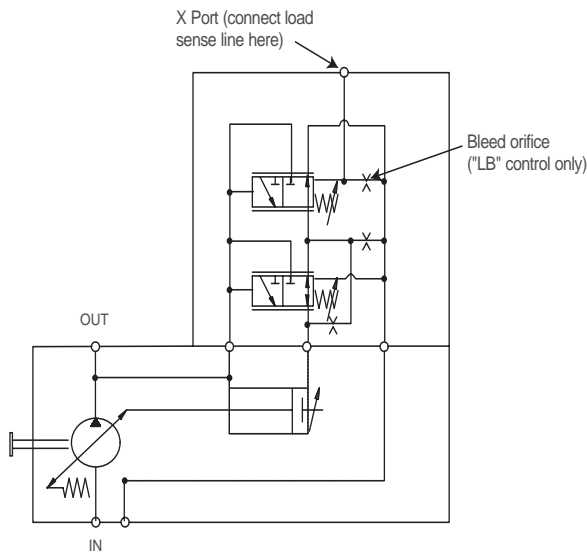 X Port (connect load
sense line here)
Bleed orifice
("LB" control only)
OUT
IN